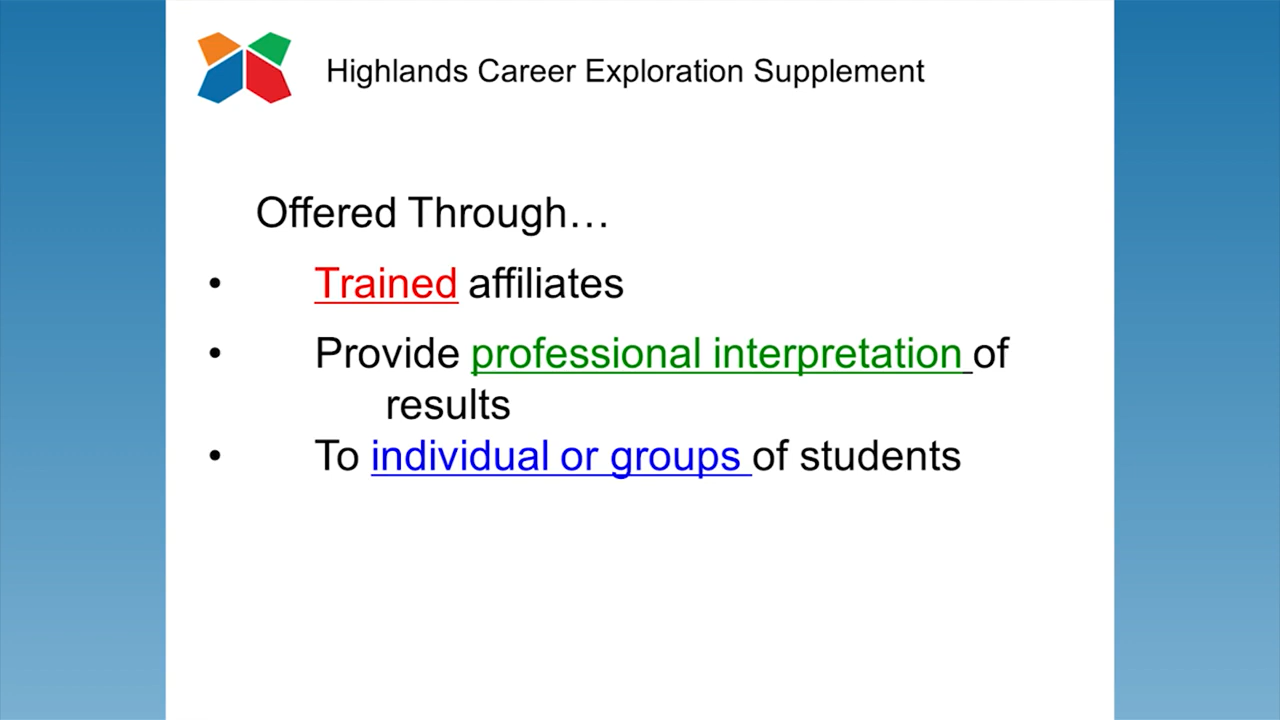 Highlands Career Exploration Supplement
Offered Through…
• Trained affiliates
• Provide professional interpretation of
results
• To individual or groups of students